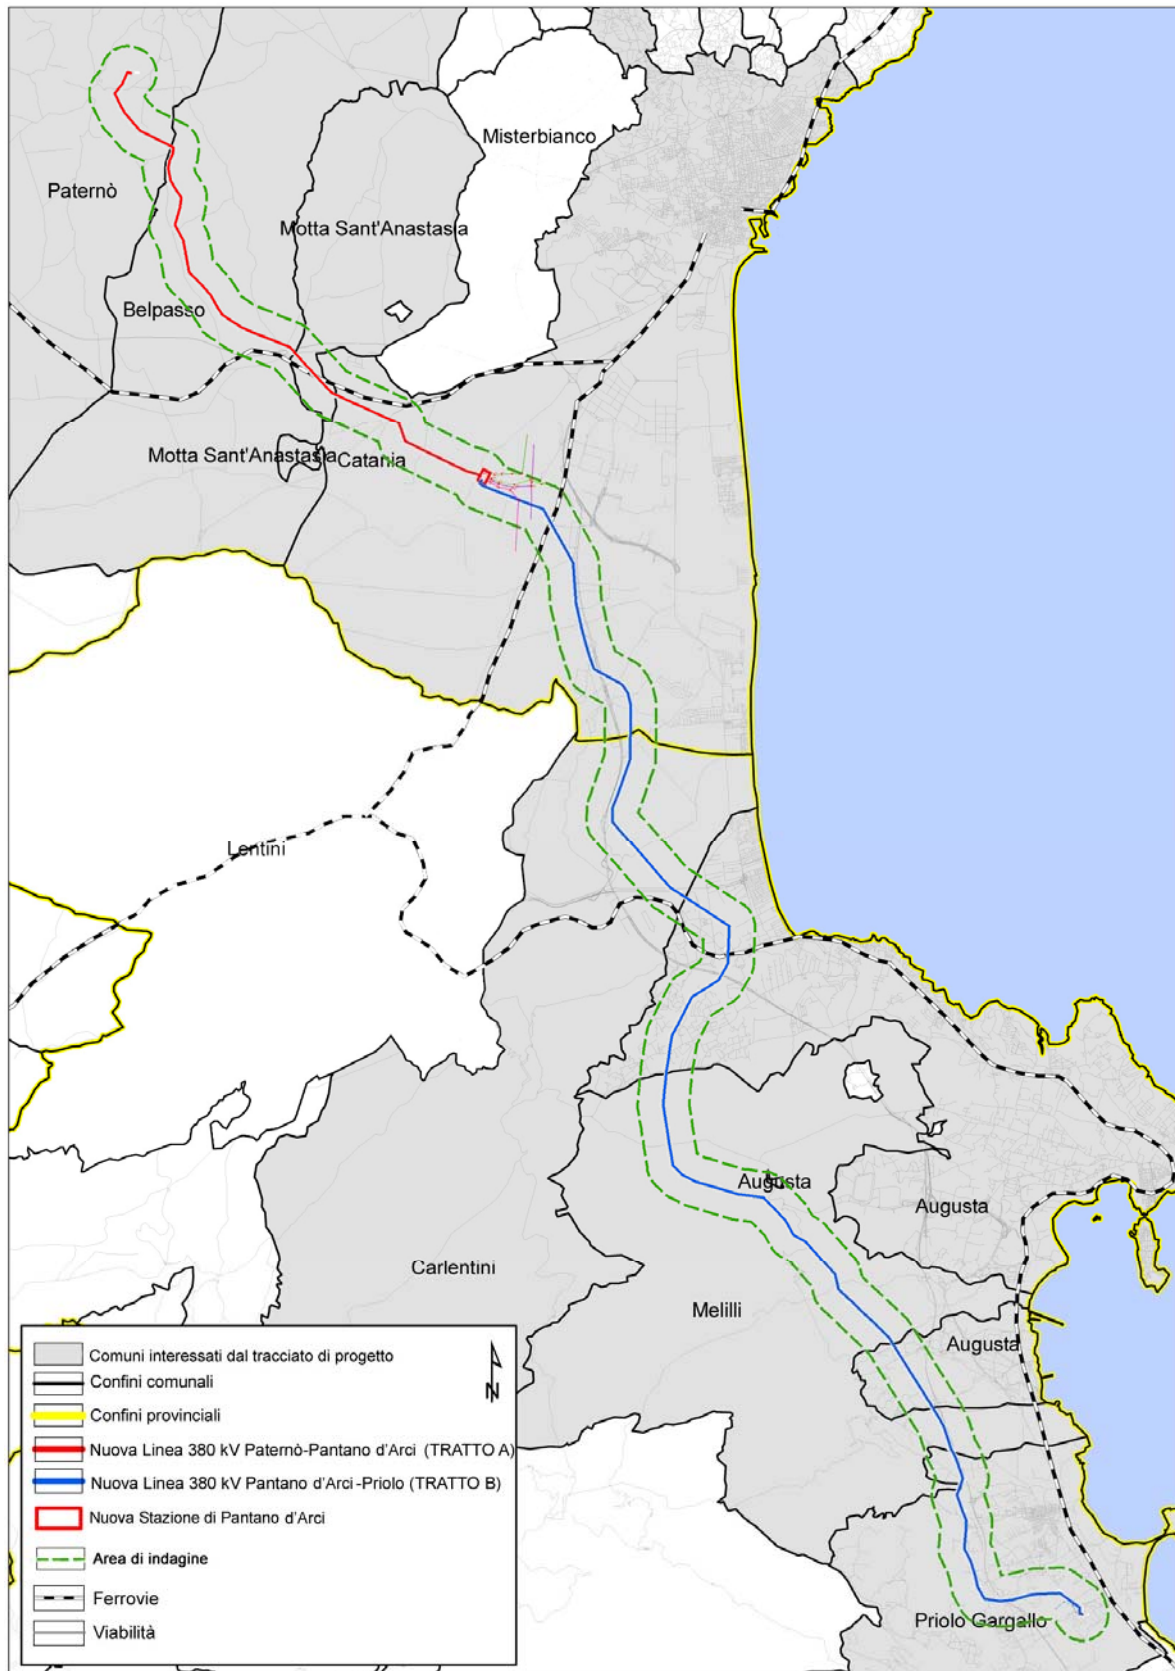 Misterbianco
Paternò
Motta Sant'Anastasia
Belpasso
Motta Sant'Anastasia
Catania
Lentini
Augusta
Augusta
Carlentini
Melilli
Augusta
Priolo Gargallo
Comuni interessati dal tracciato di progetto
Confini comunali
Confini provinciali
Nuova Linea 380 kV Paternò-Pantano d'Arci (TRATTO A)
Nuova Linea 380 kV Pantano d'Arci-Priolo (TRATTO B)
Nuova Stazione di Pantano d'Arci
Area di indagine
Ferrovie
Viabilità
N